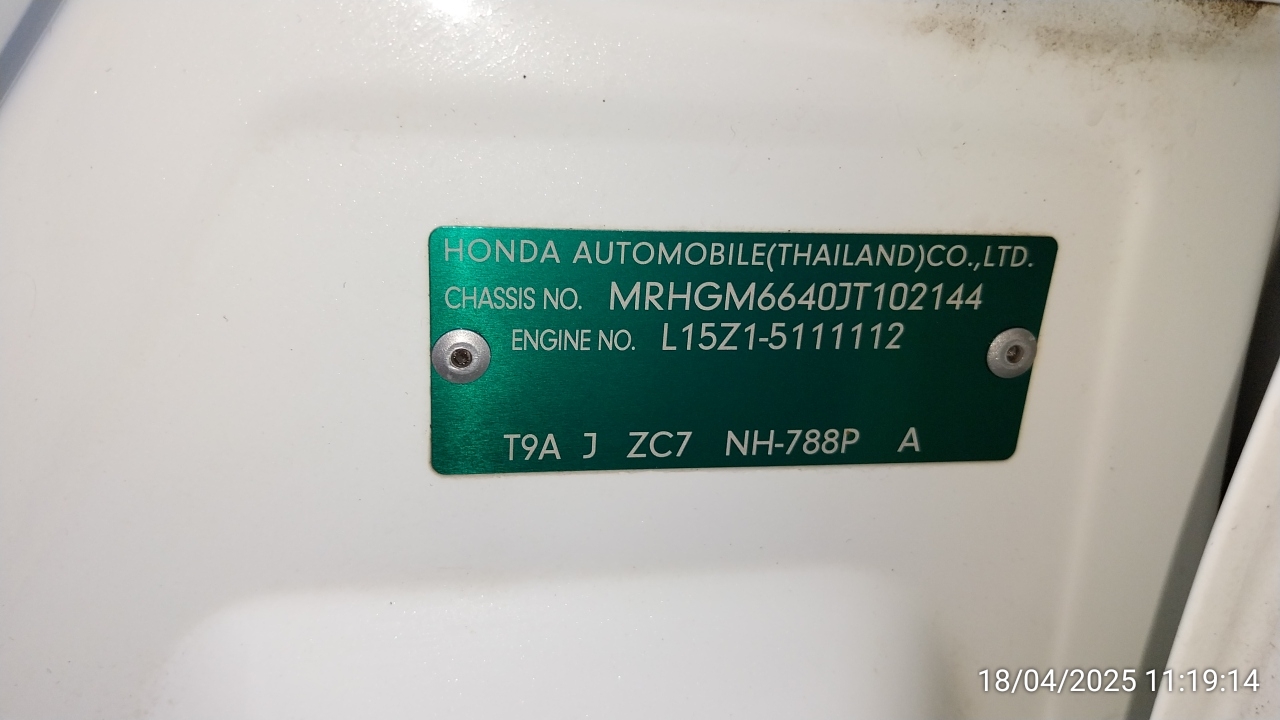 HONDA AUTOMOBILE(THAILAND)CO.,LTD.
CHASSIS NO. MRHGM6640JT102144
ENGINE NO. L15Z1-5111112
T9A J ZC7 NH-788P A
18/04/2025 11:19:14